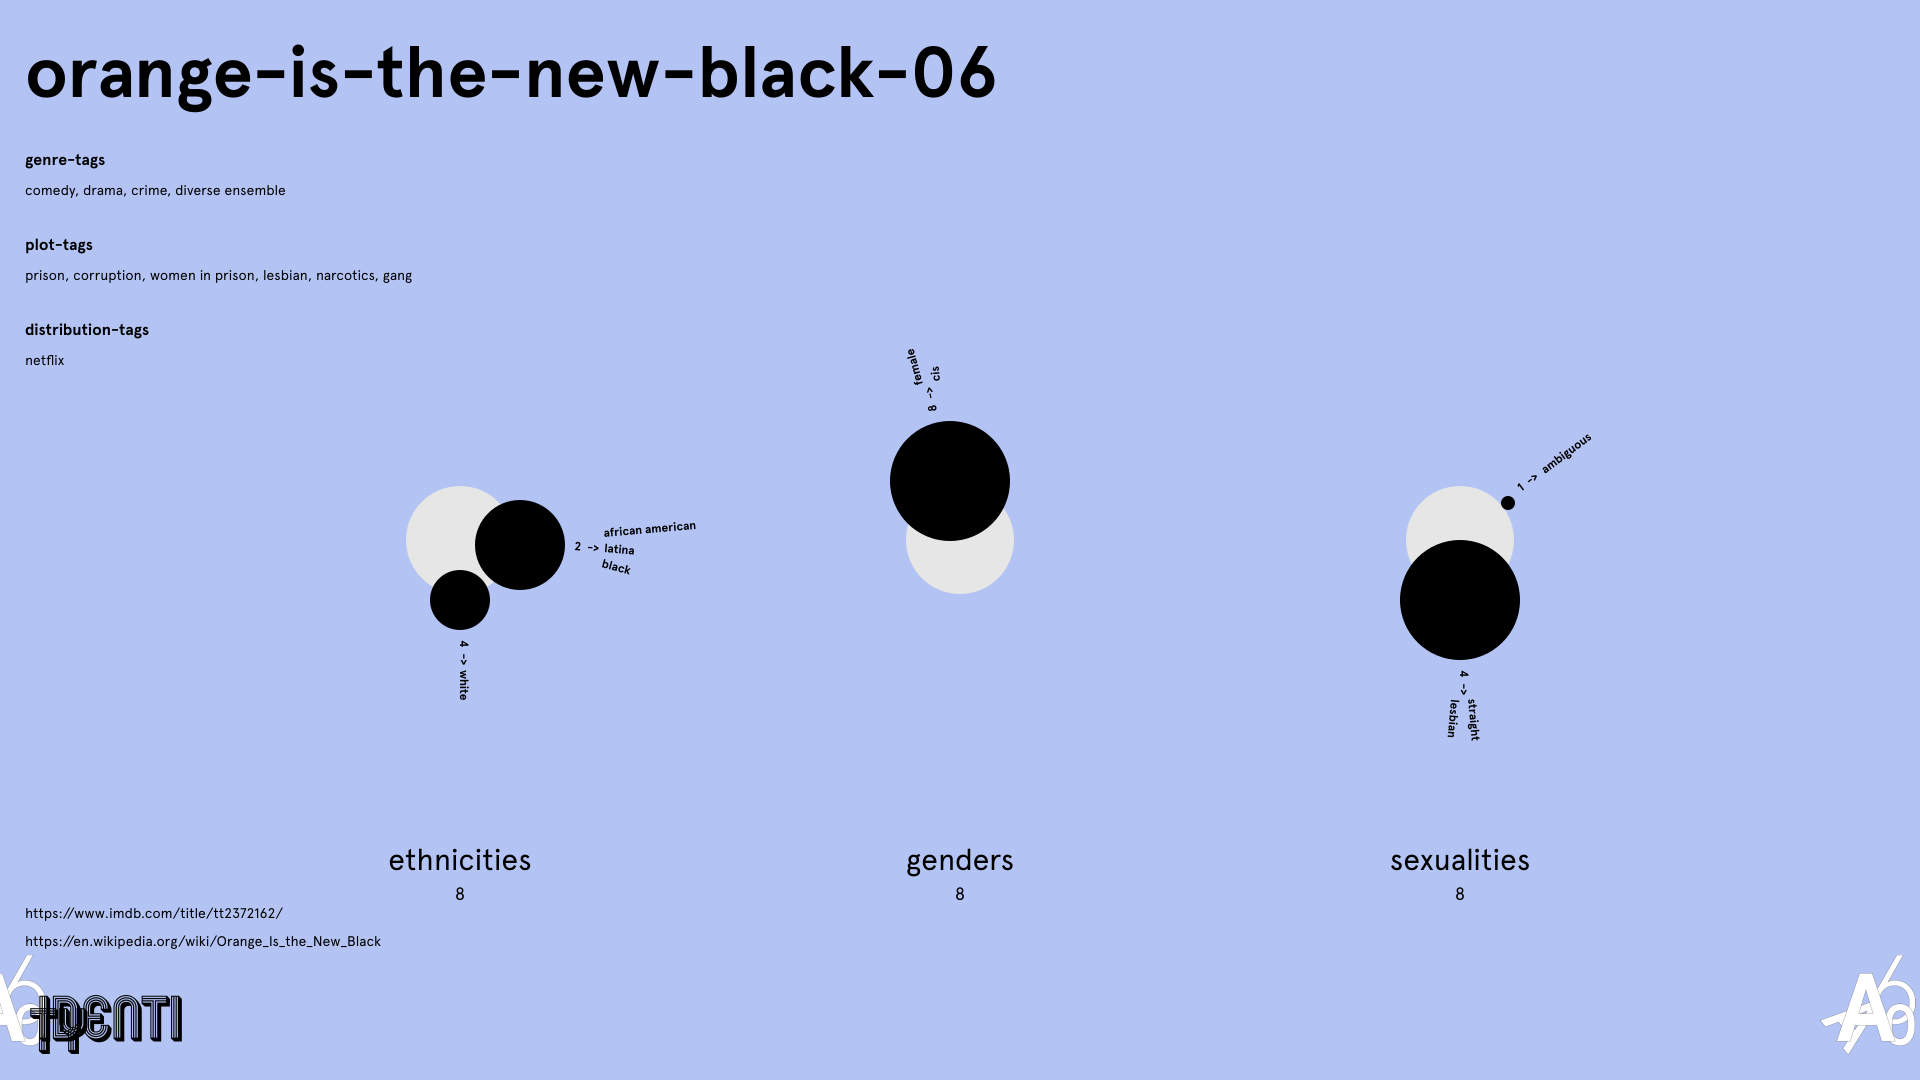 orange-is-the-new-black-06
genre-tags
comedy, drama, crime, diverse ensemble
plot-tags
prison, corruption, women in prison, lesbian, narcotics, gang
distribution-tags
netflix
female
cis
8 ->
1 -> ambiguous
african american
2 -> latina
black
4 -> white
4 ->
straight
lesbian
ethnicities
8
genders
8
sexualities
8
https://www.imdb.com/title/tt2372162/
https://en.wikipedia.org/wiki/Orange_Is_the_New_Black
IDENTI